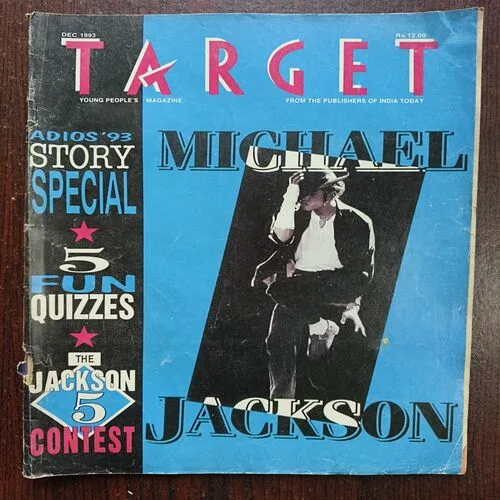 DEC 1993
Rs 12.00
TARGET
YOUNG PEOPLE'S MAGAZINE
FROM THE PUBLISHERS OF INDIA TODAY
ADIOS '93
STORY
SPECIAL
5
FUN
QUIZZES
THE
JACKSON
5
CONTEST
MICHAEL
JACKSON